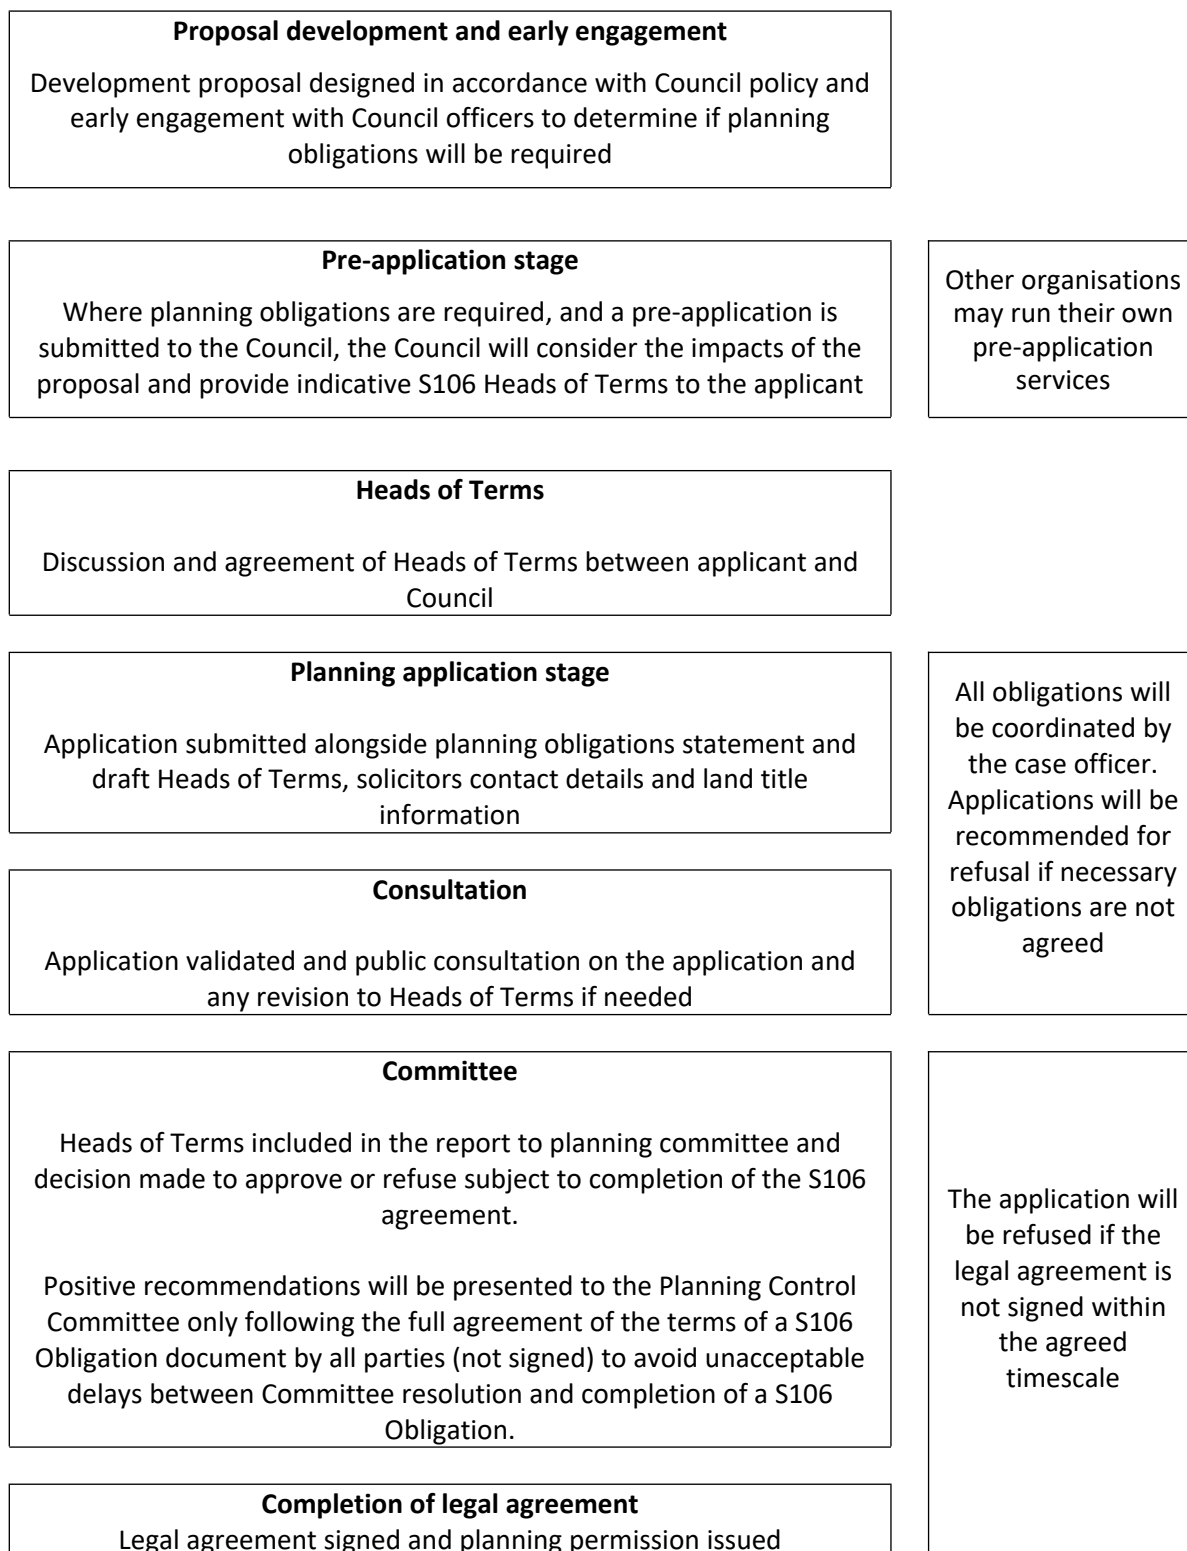 Proposal development and early engagement
Development proposal designed in accordance with Council policy and
early engagement with Council officers to determine if planning
obligations will be required
Pre-application stage
Where planning obligations are required, and a pre-application is
submitted to the Council, the Council will consider the impacts of the
proposal and provide indicative S106 Heads of Terms to the applicant
Other organisations
may run their own
pre-application
services
Heads of Terms
Discussion and agreement of Heads of Terms between applicant and
Council
Planning application stage
Application submitted alongside planning obligations statement and
draft Heads of Terms, solicitors contact details and land title
information
Consultation
Application validated and public consultation on the application and
any revision to Heads of Terms if needed
All obligations will
be coordinated by
the case officer.
Applications will be
recommended for
refusal if necessary
obligations are not
agreed
Committee
Heads of Terms included in the report to planning committee and
decision made to approve or refuse subject to completion of the S106
agreement.
Positive recommendations will be presented to the Planning Control
Committee only following the full agreement of the terms of a S106
Obligation document by all parties (not signed) to avoid unacceptable
delays between Committee resolution and completion of a S106
Obligation.
Completion of legal agreement
Legal agreement signed and planning permission issued
The application will
be refused if the
legal agreement is
not signed within
the agreed
timescale